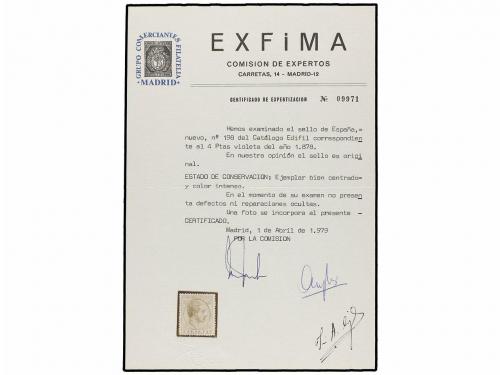 GRUPO COMERCIANTES FILATELIA
• MADRID •
EXFiMA
COMISION DE EXPERTOS
CARRETAS, 14 - MADRID-12
CERTIFICADO DE EXPERTIZACION № 09971
Hemos examinado el sello de España,-
nuevo, nº 198 del Catálogo Edifil correspondien
te al 4 Ptas violeta del año 1.878.
En nuestra opinión el sello es origi
nal.
ESTADO DE CONSERVACION: Ejemplar bien centrado-
y color intenso.
En el momento de su examen no presen
ta defectos ni reparaciones ocultas.
Una foto se incorpora al presente -
CERTIFICADO.
Madrid, 1 de Abril de 1.979
POR LA COMISION